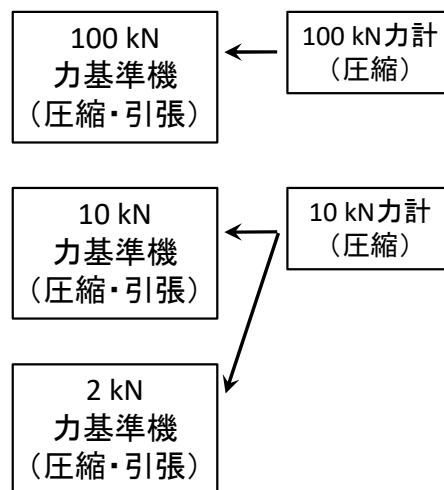 100 kN
力基準機
（圧縮・引張）
100 kN力計
（圧縮）
10 kN
力基準機
（圧縮・引張）
10 kN力計
（圧縮）
2 kN
力基準機
（圧縮・引張）